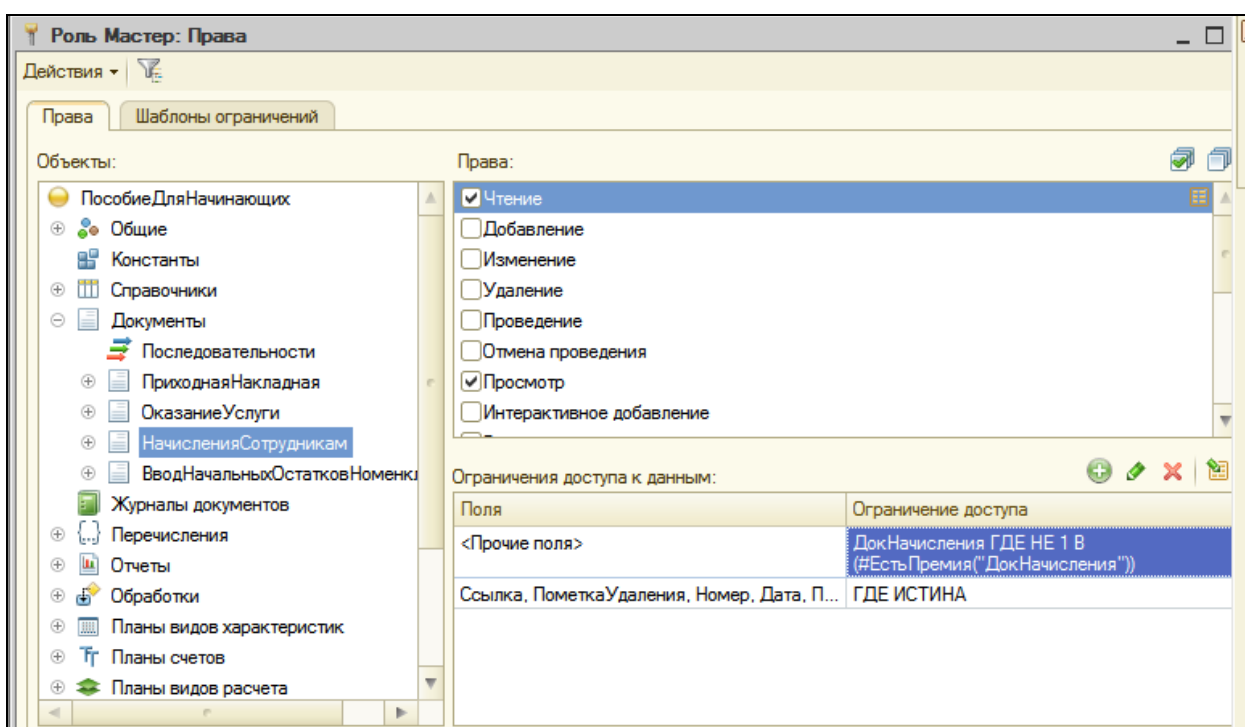 Роль Мастер: Права
Действия
Права
Шаблоны ограничений
Объекты:
ПособиеДляНачинающих
Общие
Константы
Справочники
Документы
Последовательности
ПриходнаяНакладная
ОказаниеУслуги
НачисленияСотрудникам
ВводНачальныхОстатковНоменкл
Журналы документов
Перечисления
Отчеты
Обработки
Планы видов характеристик
Планы счетов
Планы видов расчета
Права:
Чтение
Добавление
Изменение
Удаление
Проведение
Отмена проведения
Просмотр
Интерактивное добавление
Ограничения доступа к данным:
Поля
Ограничение доступа
<Прочие поля>
ДокНачисления ГДЕ НЕ 1 В
(#ЕстьПремия("ДокНачисления"))
Ссылка, ПометкаУдаления, Номер, Дата, П...
ГДЕ ИСТИНА